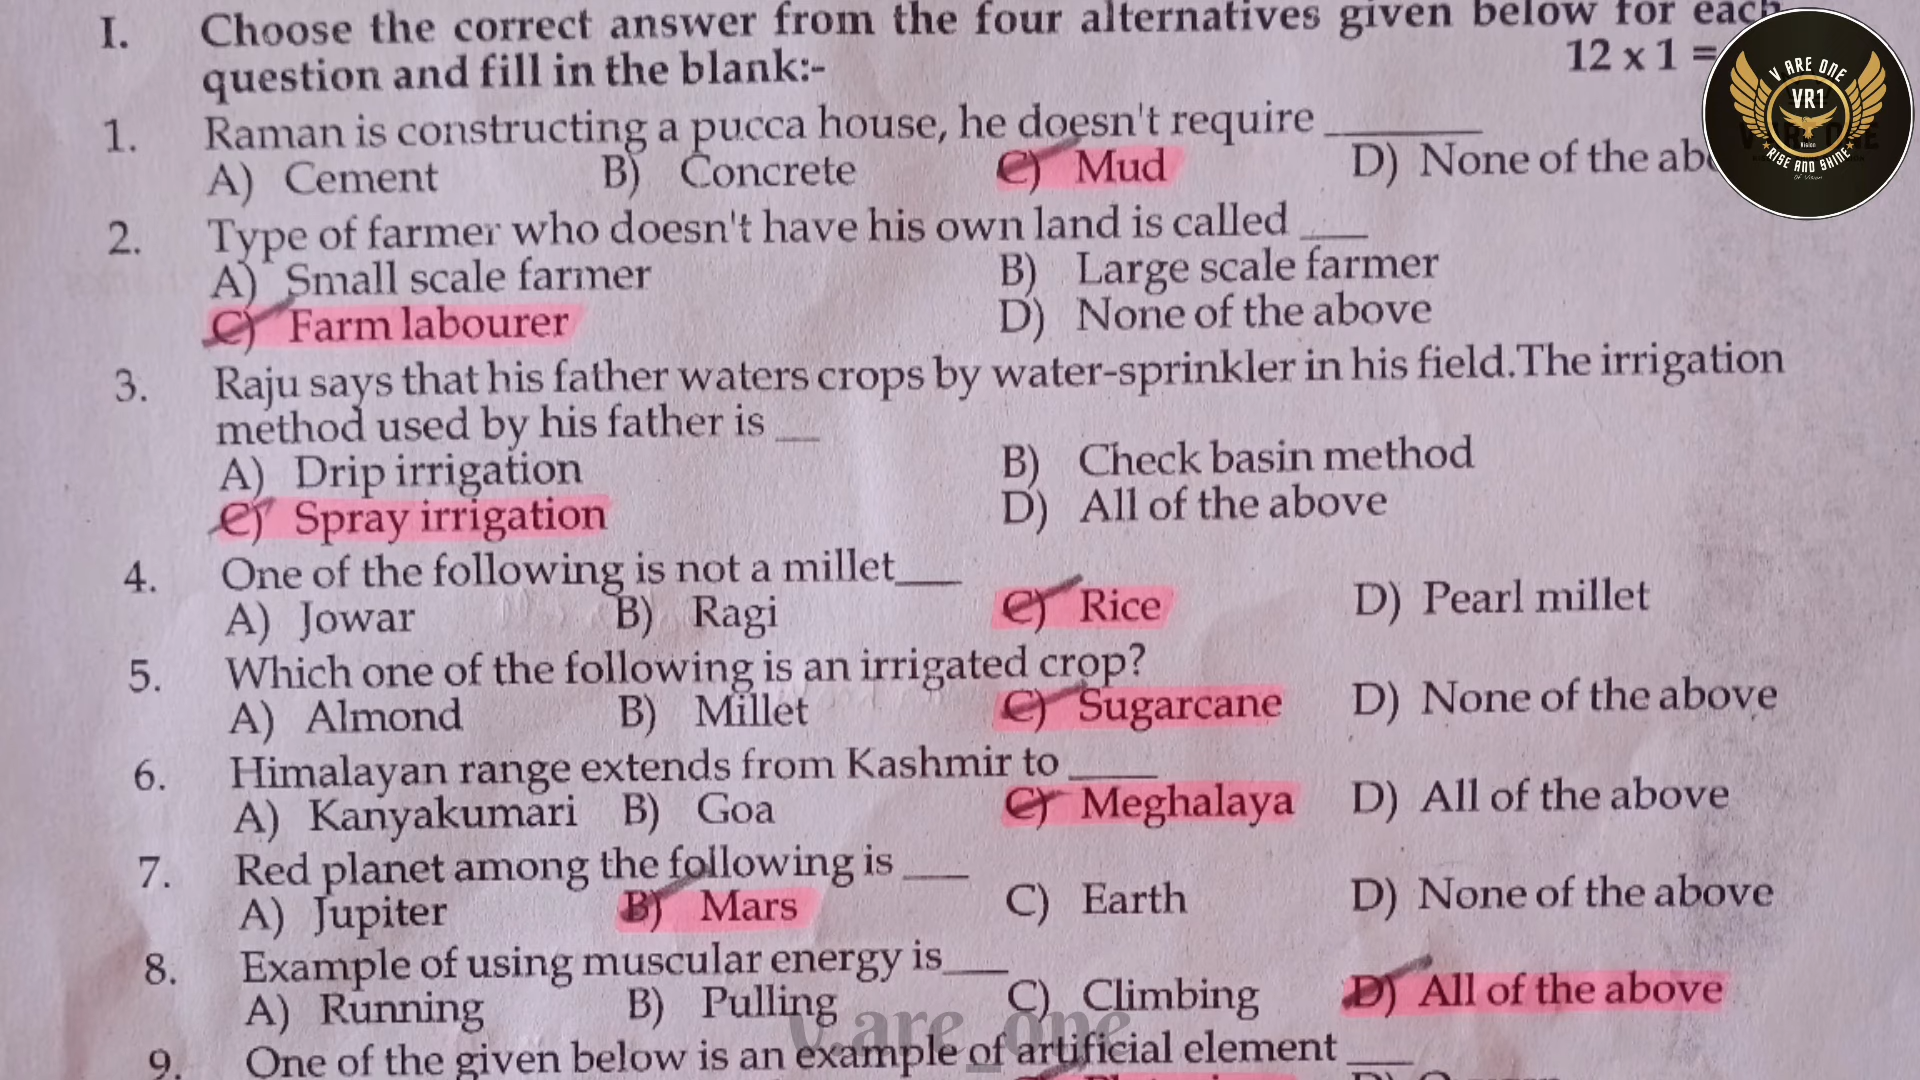 I. Choose the correct answer from the four alternatives given below for each
question and fill in the blank:- 12 x 1 =
1. Raman is constructing a pucca house, he doesn't require ______
A) Cement B) Concrete C) Mud D) None of the
2. Type of farmer who doesn't have his own land is called ___
A) Small scale farmer B) Large scale farmer
C) Farm labourer D) None of the above
3. Raju says that his father waters crops by water-sprinkler in his field.The irrigation
method used by his father is __
A) Drip irrigation B) Check basin method
C) Spray irrigation D) All of the above
4. One of the following is not a millet___
A) Jowar B) Ragi C) Rice D) Pearl millet
5. Which one of the following is an irrigated crop?
A) Almond B) Millet C) Sugarcane D) None of the above
6. Himalayan range extends from Kashmir to ____
A) Kanyakumari B) Goa C) Meghalaya D) All of the above
7. Red planet among the following is ___
A) Jupiter B) Mars C) Earth D) None of the above
8. Example of using muscular energy is___
A) Running B) Pulling C) Climbing D) All of the above
9. One of the given below is an example of artificial element ___
V ARE ONE
VR1
Vision
RISE AND SHINE
v.are_one